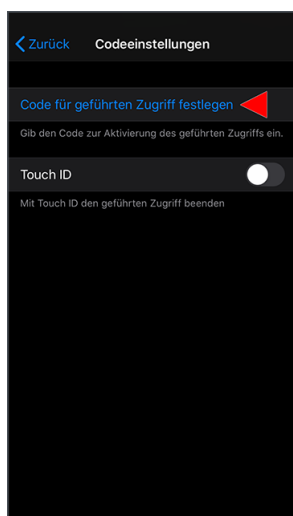 Zurück Codeeinstellungen
Code für geführten Zugriff festlegen
Gib den Code zur Aktivierung des geführten Zugriffs ein.
Touch ID
Mit Touch ID den geführten Zugriff beenden